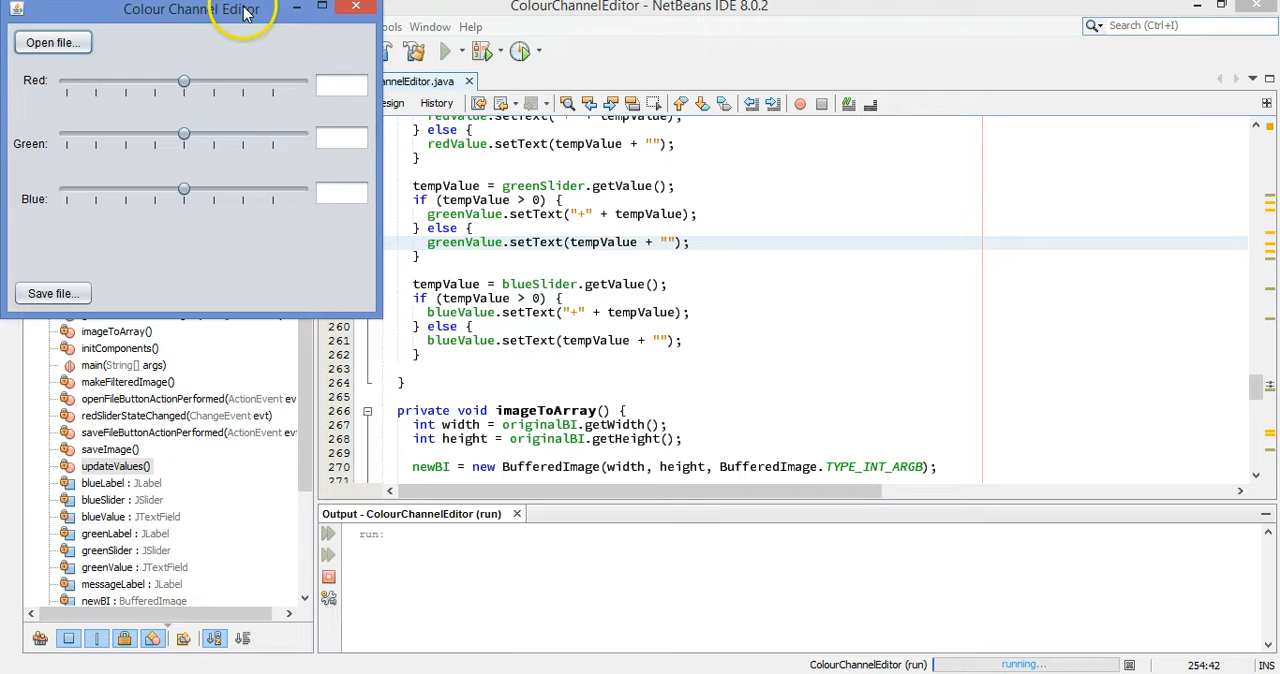 Colour Channel Editor
Open file...
Red:
Green:
Blue:
Save file...
ColourChannelEditor - NetBeans IDE 8.0.2
Window Help
Search (Ctrl+I)
nnelEditor.java
History
} else {
redValue.setText(tempValue + "");
}
tempValue = greenSlider.getValue();
if (tempValue > 0) {
greenValue.setText("+" + tempValue);
} else {
greenValue.setText(tempValue + "");
}
tempValue = blueSlider.getValue();
if (tempValue > 0) {
blueValue.setText("+" + tempValue);
260 } else {
261 blueValue.setText(tempValue + "");
262 }
263
264 }
265
266 private void imageToArray() {
267 int width = originalBI.getWidth();
268 int height = originalBI.getHeight();
269
270 newBI = new BufferedImage(width, height, BufferedImage.TYPE_INT_ARGB);
271
imageToArray()
initComponents()
main(String[] args)
makeFilteredImage()
openFileButtonActionPerformed(ActionEvent ev
redSliderStateChanged(ChangeEvent evt)
saveFileButtonActionPerformed(ActionEvent
saveImage()
updateValues()
blueLabel : JLabel
blueSlider : JSlider
blueValue : JTextField
greenLabel : JLabel
greenSlider : JSlider
greenValue : JTextField
messageLabel : JLabel
newBI : BufferedImage
Output - ColourChannelEditor (run)
run:
ColourChannelEditor (run) running... 254:42 INS